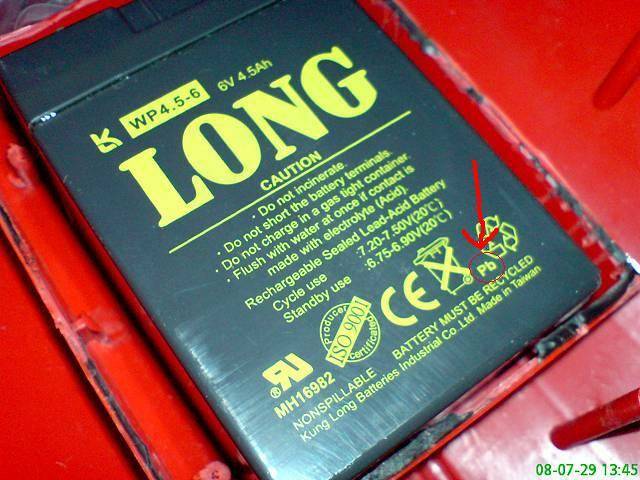 WP4.5-6 6V 4.5Ah
LONG
CAUTION
• Do not incinerate.
• Do not short the battery terminals.
• Do not charge in a gas tight container.
• Flush with water at once if contact is
made with electrolyte (Acid).
Rechargeable Sealed Lead-Acid Battery
Cycle use :7.20-7.50V(20°C)
Standby use :6.75-6.90V(20°C)
Producer
ISO 9001
certificated
CE
Pb
MH16982
BATTERY MUST BE RECYCLED
NONSPILLABLE
Kung Long Batteries Industrial Co.,Ltd Made in Taiwan
08-07-29 13:45